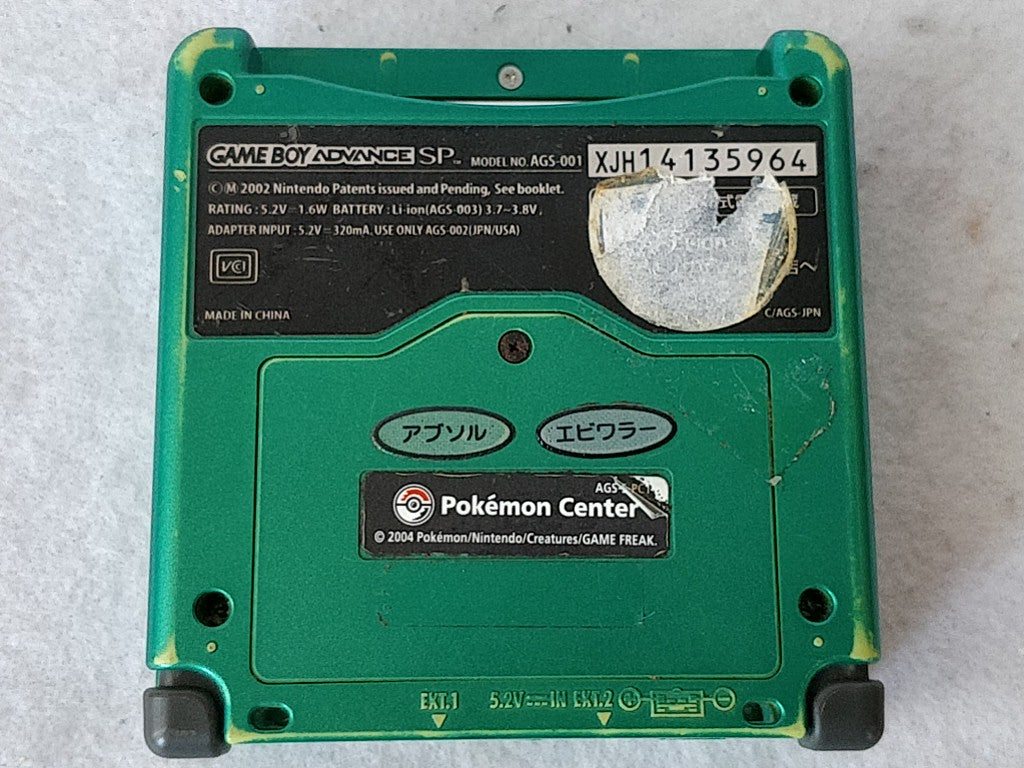 GAME BOY ADVANCE SP™ MODEL NO. AGS-001 XJH14135964
ⒸⓂ 2002 Nintendo Patents issued and Pending, See booklet.
RATING : 5.2V⎓1.6W BATTERY : Li-ion(AGS-003) 3.7~3.8V,
ADAPTER INPUT : 5.2V⎓320mA, USE ONLY AGS-002(JPN/USA)
VCI
MADE IN CHINA
C/AGS-JPN
アブソル エビワラー
Pokémon Center
© 2004 Pokémon/Nintendo/Creatures/GAME FREAK.
EXT.1 5.2V⎓IN EXT.2